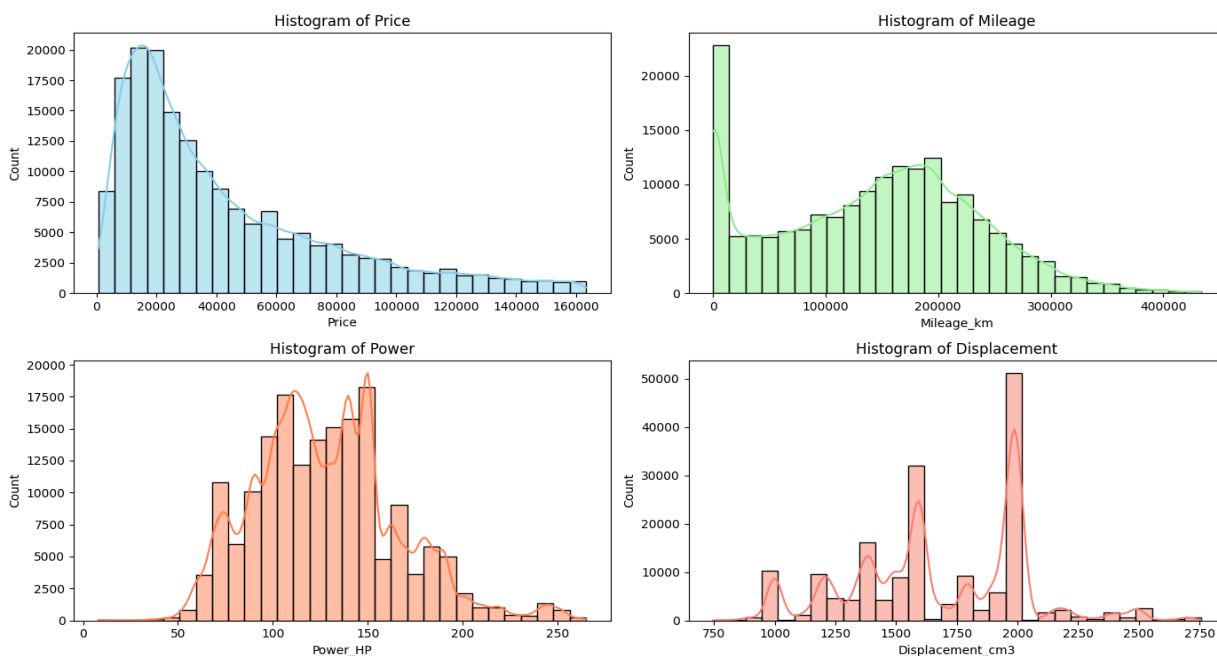 Histogram of Price
20000
17500
15000
12500
10000
7500
5000
2500
0
Count
0 20000 40000 60000 80000 100000 120000 140000 160000
Price
Histogram of Mileage
20000
15000
10000
5000
0
Count
0 100000 200000 300000 400000
Mileage_km
Histogram of Power
20000
17500
15000
12500
10000
7500
5000
2500
0
Count
0 50 100 150 200 250
Power_HP
Histogram of Displacement
50000
40000
30000
20000
10000
0
Count
750 1000 1250 1500 1750 2000 2250 2500 2750
Displacement_cm3